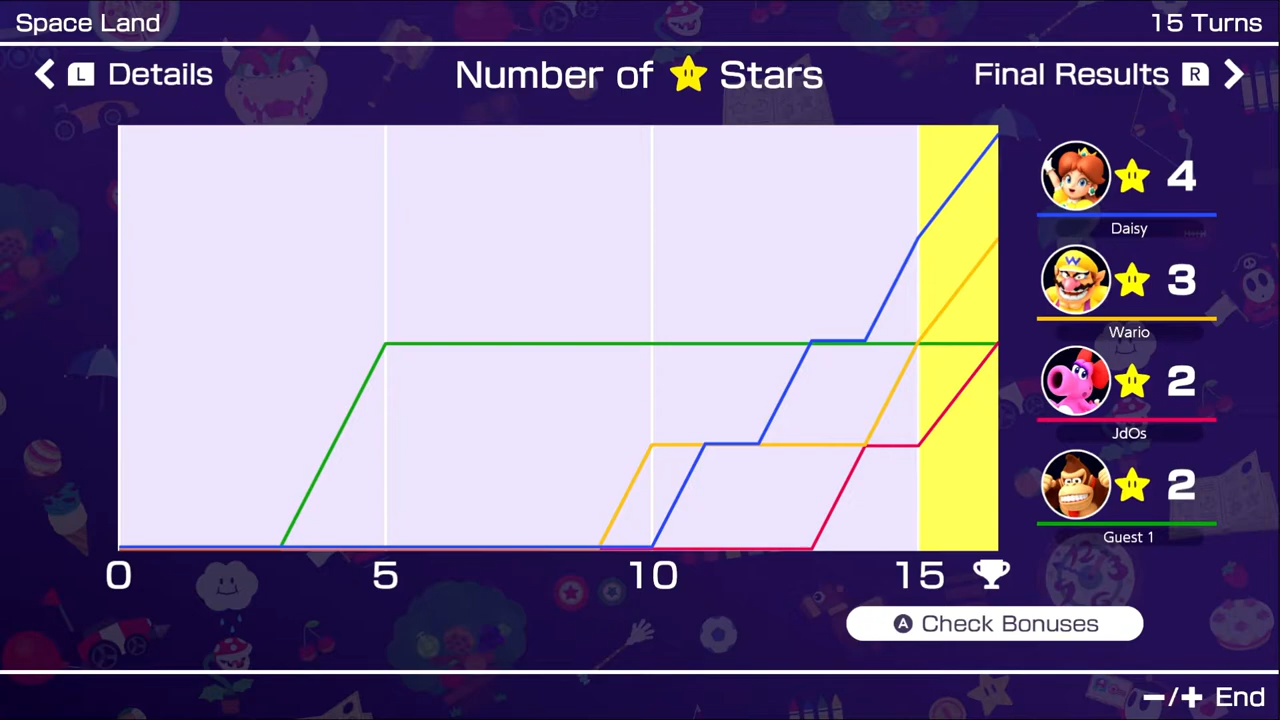 Space Land
15 Turns
L Details
Number of Stars
Final Results R
4
Daisy
3
Wario
2
JdOs
2
Guest 1
0 5 10 15
A Check Bonuses
−/+ End